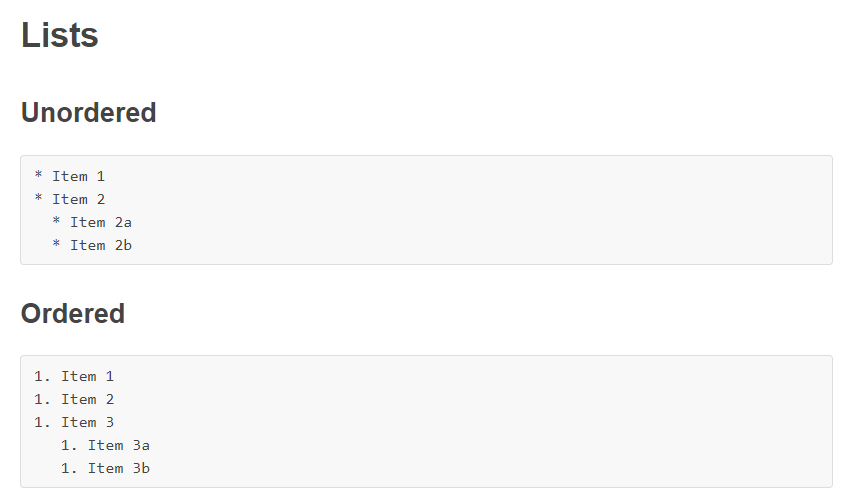 Lists
Unordered
* Item 1
* Item 2
  * Item 2a
  * Item 2b
Ordered
1. Item 1
1. Item 2
1. Item 3
   1. Item 3a
   1. Item 3b